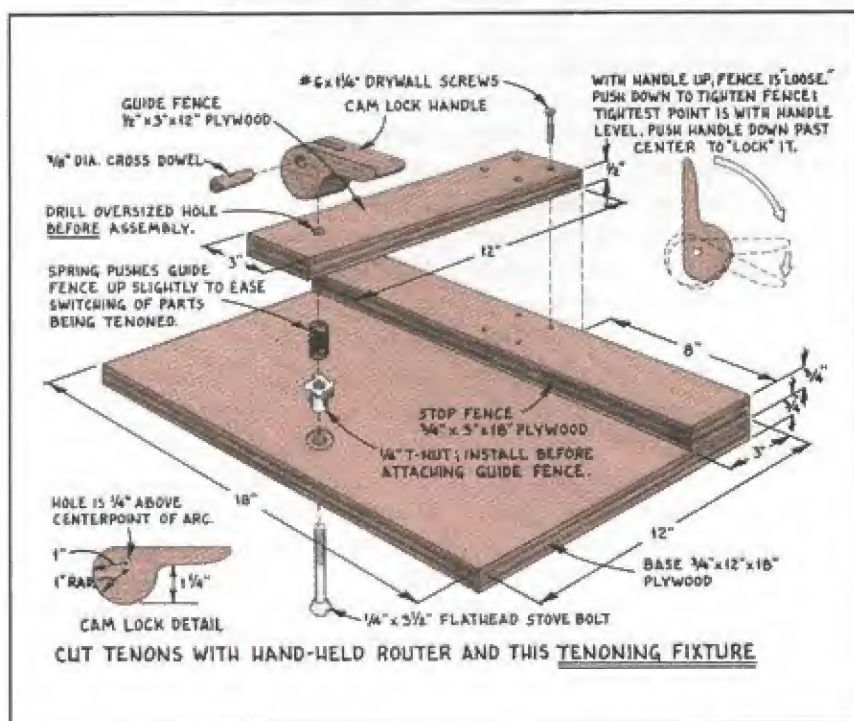 #6 x 1¼" DRYWALL SCREWS
CAM LOCK HANDLE
GUIDE FENCE
½" x 3" x 12" PLYWOOD
WITH HANDLE UP, FENCE IS "LOOSE."
PUSH DOWN TO TIGHTEN FENCE;
TIGHTEST POINT IS WITH HANDLE
LEVEL. PUSH HANDLE DOWN PAST
CENTER TO "LOCK" IT.
DIA. CROSS DOWEL
½"
DRILL OVERSIZED HOLE
BEFORE ASSEMBLY.
3"
12"
SPRING PUSHES GUIDE
FENCE UP SLIGHTLY TO EASE
SWITCHING OF PARTS
BEING TENONED.
8"
¾"
¾"
STOP FENCE
¾" x 3" x 18" PLYWOOD
3"
¼" T-NUT; INSTALL BEFORE
ATTACHING GUIDE FENCE.
18"
12"
HOLE IS ¼" ABOVE
CENTERPOINT OF ARC.
1"
1" RAD.
1¼"
BASE ¾" x 12" x 18"
PLYWOOD
CAM LOCK DETAIL
¼" x 3½" FLATHEAD STOVE BOLT
CUT TENONS WITH HAND-HELD ROUTER AND THIS TENONING FIXTURE